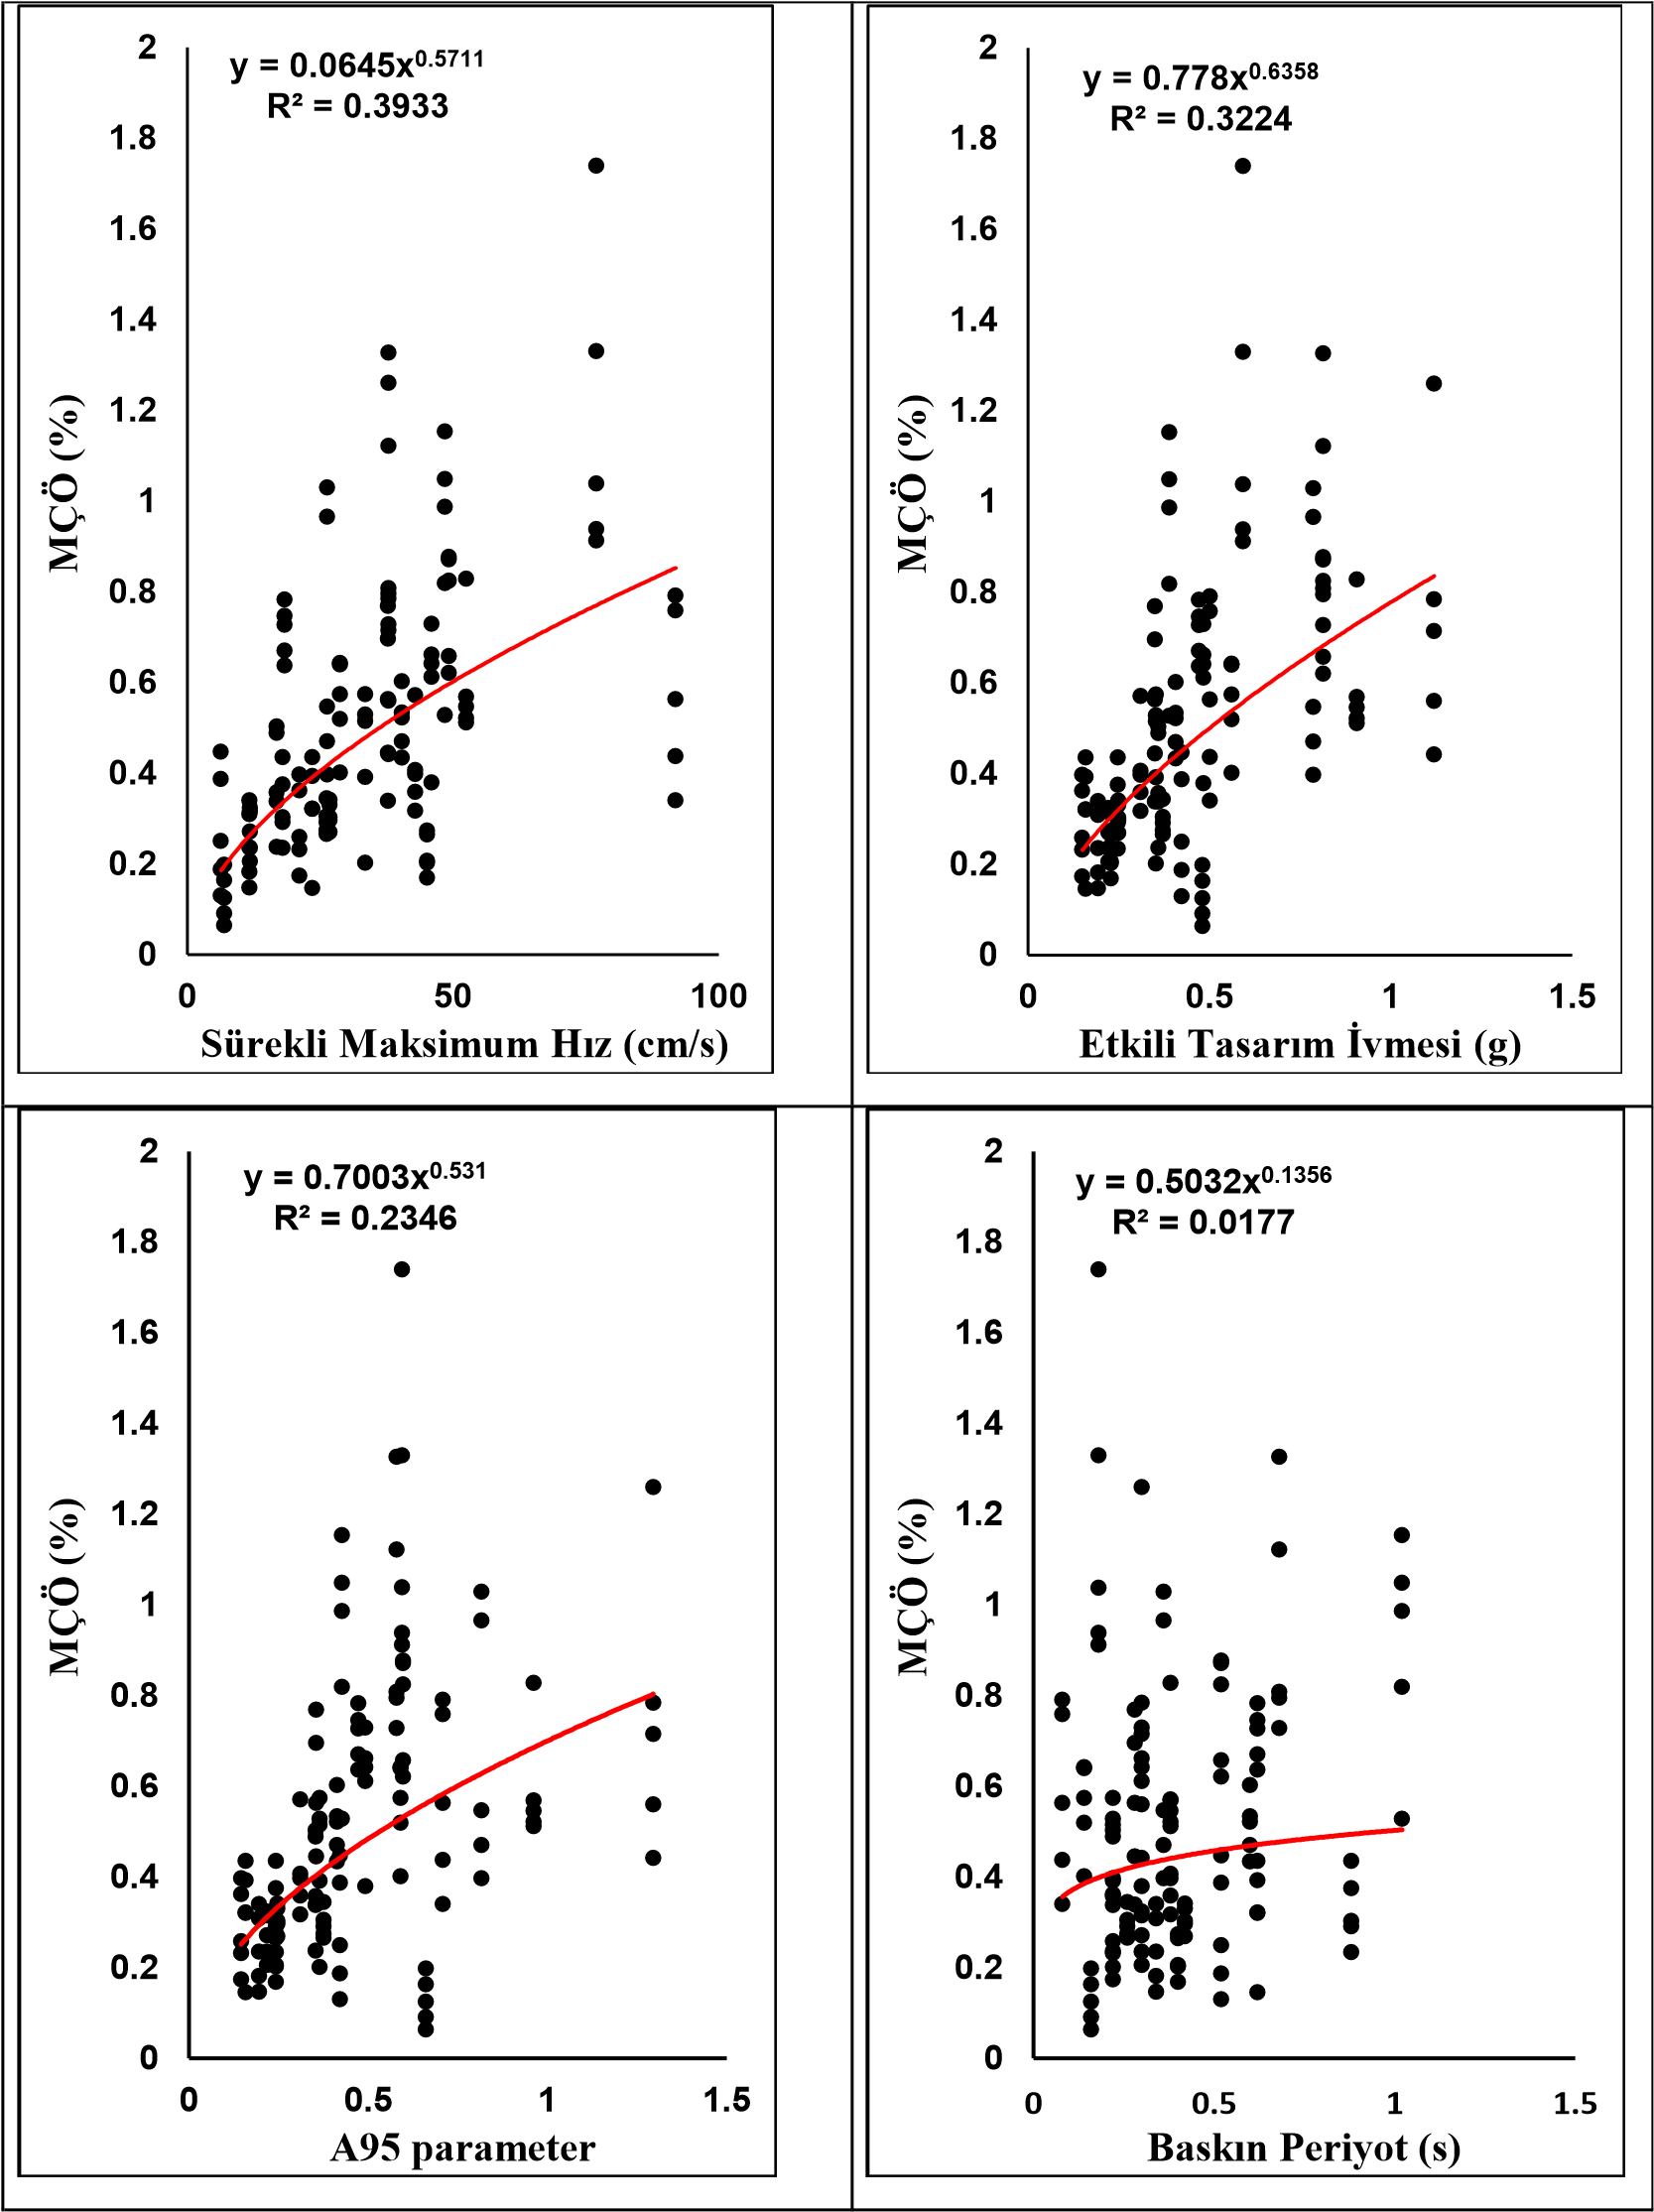 y = 0.0645x^0.5711
R² = 0.3933
2
1.8
1.6
1.4
1.2
1
0.8
0.6
0.4
0.2
0
MÇÖ (%)
0 50 100
Sürekli Maksimum Hız (cm/s)
y = 0.778x^0.6358
R² = 0.3224
2
1.8
1.6
1.4
1.2
1
0.8
0.6
0.4
0.2
0
MÇÖ (%)
0 0.5 1 1.5
Etkili Tasarım İvmesi (g)
y = 0.7003x^0.531
R² = 0.2346
2
1.8
1.6
1.4
1.2
1
0.8
0.6
0.4
0.2
0
MÇÖ (%)
0 0.5 1 1.5
A95 parameter
y = 0.5032x^0.1356
R² = 0.0177
2
1.8
1.6
1.4
1.2
1
0.8
0.6
0.4
0.2
0
MÇÖ (%)
0 0.5 1 1.5
Baskın Periyot (s)